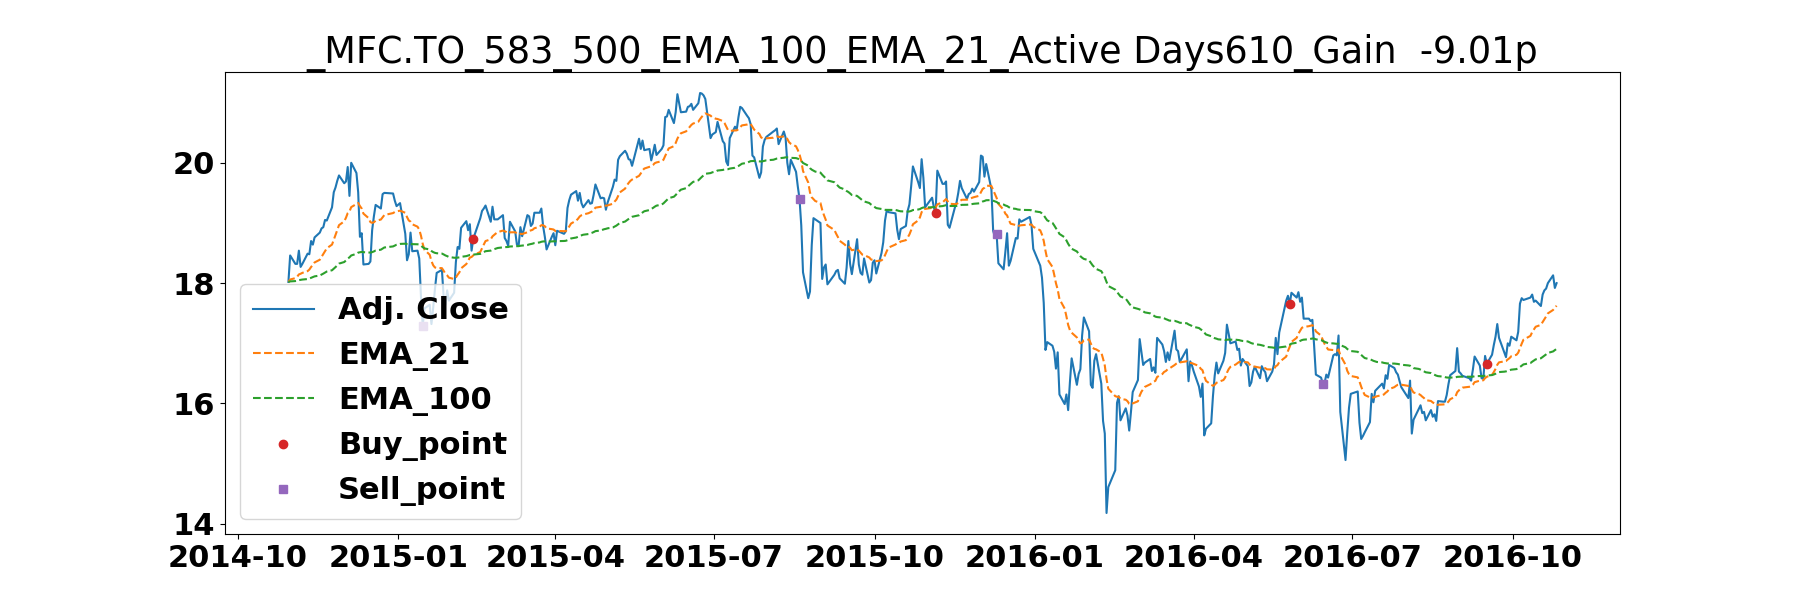 _MFC.TO_583_500_EMA_100_EMA_21_Active Days610_Gain  -9.01p
20
18
16
14
Adj. Close
EMA_21
EMA_100
Buy_point
Sell_point
2014-10 2015-01 2015-04 2015-07 2015-10 2016-01 2016-04 2016-07 2016-10